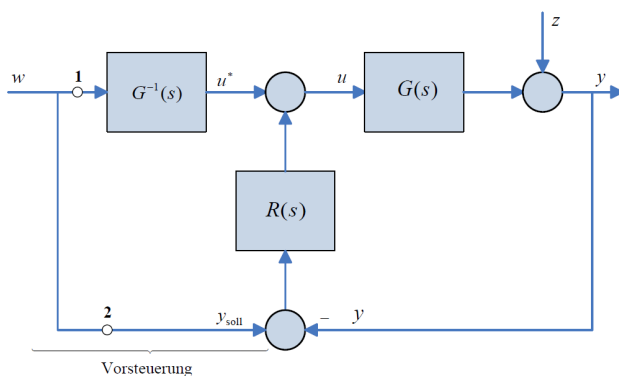 z
w 1 G⁻¹(s) u* u G(s) y
R(s)
2 y_soll − y
Vorsteuerung